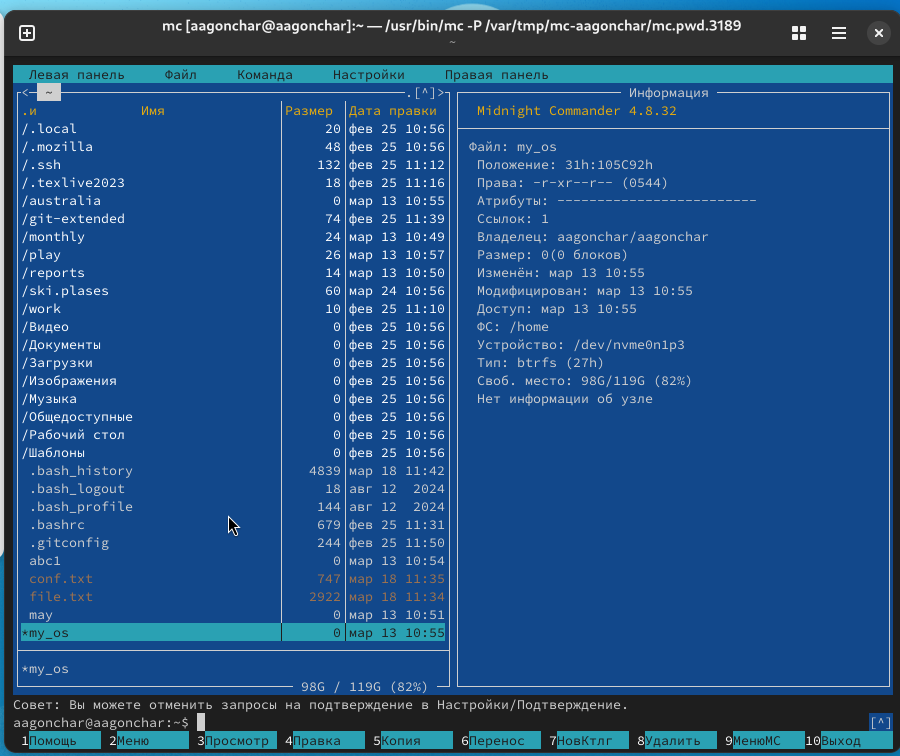 mc [aagonchar@aagonchar]:~ — /usr/bin/mc -P /var/tmp/mc-aagonchar/mc.pwd.3189
~
Левая панель Файл Команда Настройки Правая панель
<─ ~ .[^]>
.и Имя Размер Дата правки
/.local 20 фев 25 10:56
/.mozilla 48 фев 25 10:56
/.ssh 132 фев 25 11:12
/.texlive2023 18 фев 25 11:16
/australia 0 мар 13 10:55
/git-extended 74 фев 25 11:39
/monthly 24 мар 13 10:49
/play 26 мар 13 10:57
/reports 14 мар 13 10:50
/ski.plases 60 мар 24 10:56
/work 10 фев 25 11:10
/Видео 0 фев 25 10:56
/Документы 0 фев 25 10:56
/Загрузки 0 фев 25 10:56
/Изображения 0 фев 25 10:56
/Музыка 0 фев 25 10:56
/Общедоступные 0 фев 25 10:56
/Рабочий стол 0 фев 25 10:56
/Шаблоны 0 фев 25 10:56
.bash_history 4839 мар 18 11:42
.bash_logout 18 авг 12 2024
.bash_profile 144 авг 12 2024
.bashrc 679 фев 25 11:31
.gitconfig 244 фев 25 11:50
abc1 0 мар 13 10:54
conf.txt 747 мар 18 11:35
file.txt 2922 мар 18 11:34
may 0 мар 13 10:51
*my_os 0 мар 13 10:55
*my_os
98G / 119G (82%)
Информация
Midnight Commander 4.8.32
Файл: my_os
Положение: 31h:105C92h
Права: -r-xr--r-- (0544)
Атрибуты: -------------------------
Ссылок: 1
Владелец: aagonchar/aagonchar
Размер: 0(0 блоков)
Изменён: мар 13 10:55
Модифицирован: мар 13 10:55
Доступ: мар 13 10:55
ФС: /home
Устройство: /dev/nvme0n1p3
Тип: btrfs (27h)
Своб. место: 98G/119G (82%)
Нет информации об узле
Совет: Вы можете отменить запросы на подтверждение в Настройки/Подтверждение.
aagonchar@aagonchar:~$ [^]
1Помощь 2Меню 3Просмотр 4Правка 5Копия 6Перенос 7НовКтлг 8Удалить 9МенюМС 10Выход